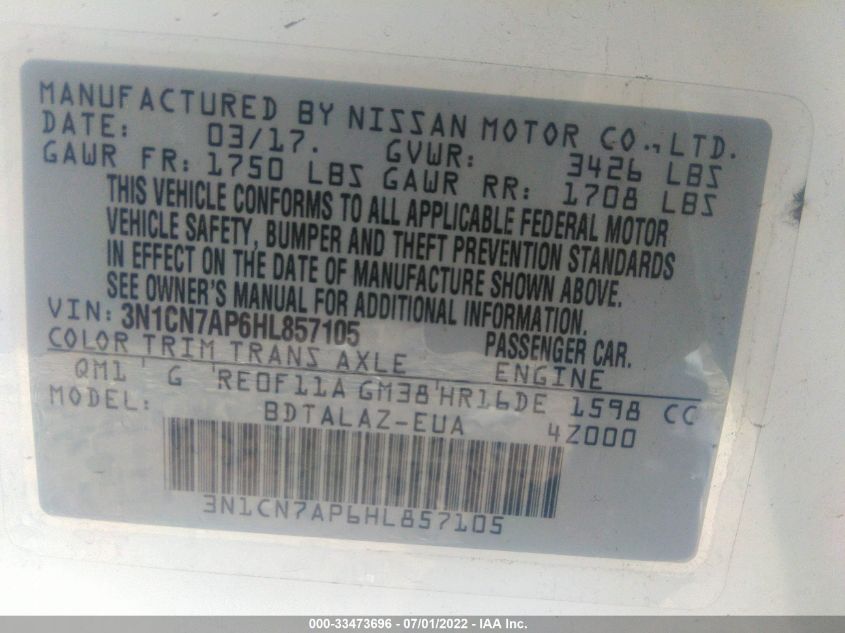 MANUFACTURED BY NISSAN MOTOR CO., LTD.
DATE: 03/17. GVWR: 3426 LBS
GAWR FR: 1750 LBS GAWR RR: 1708 LBS
THIS VEHICLE CONFORMS TO ALL APPLICABLE FEDERAL MOTOR
VEHICLE SAFETY, BUMPER AND THEFT PREVENTION STANDARDS
IN EFFECT ON THE DATE OF MANUFACTURE SHOWN ABOVE.
SEE OWNER'S MANUAL FOR ADDITIONAL INFORMATION.
VIN: 3N1CN7AP6HL857105 PASSENGER CAR.
COLOR TRIM TRANS AXLE ENGINE
QM1 ' G 'RE0F11A GM38'HR16DE 1598 CC
MODEL: BDTALAZ-EUA 4Z000
3N1CN7AP6HL857105
000-33473696 - 07/01/2022 - IAA Inc.